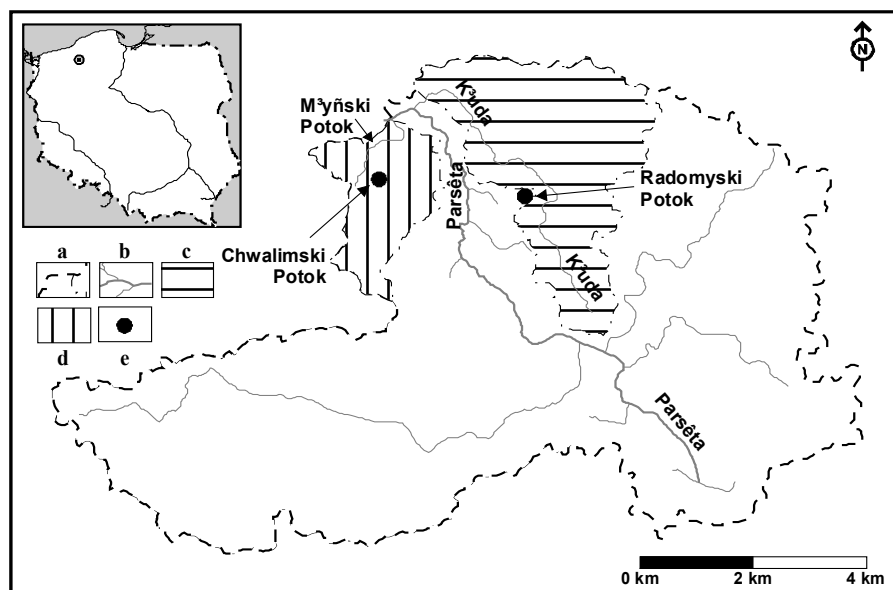 N
M³yñski
Potok
K³uda
Parsêta
Radomyski
Potok
Chwalimski
Potok
K³uda
a
b
c
d
e
Parsêta
0 km
2 km
4 km